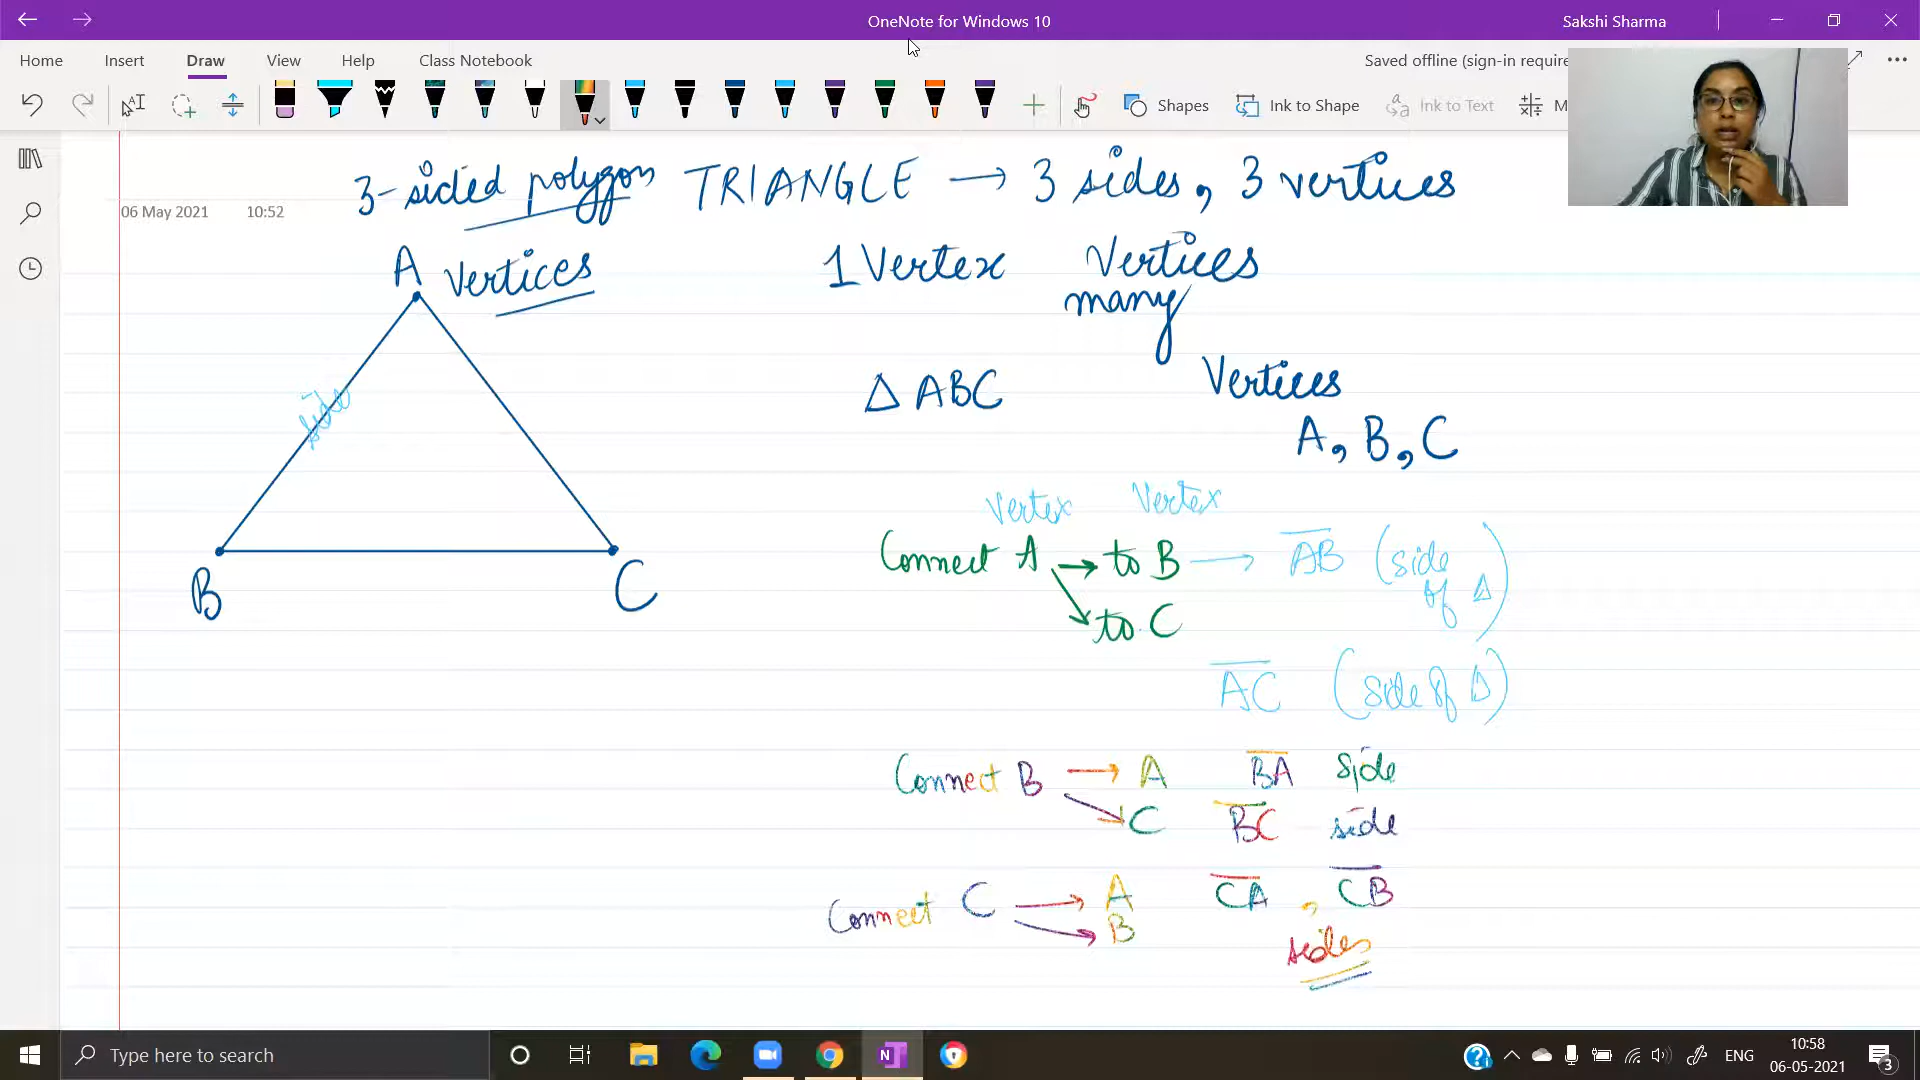 OneNote for Windows 10
Sakshi Sharma
Home Insert Draw View Help Class Notebook
Saved offline (sign-in require
Shapes Ink to Shape Ink to Text M
3-sided polygon TRIANGLE → 3 sides, 3 vertices
06 May 2021 10:52
A Vertices
1 Vertex Vertices
many
side
△ ABC Vertices
A, B, C
Vertex Vertex
Connect A → to B → AB (side
of △)
to C
B C
AC (side of △)
Connect B → A BA Side
C BC side
Connect C → A CA , CB
B
sides
Type here to search
ENG
10:58
06-05-2021
3